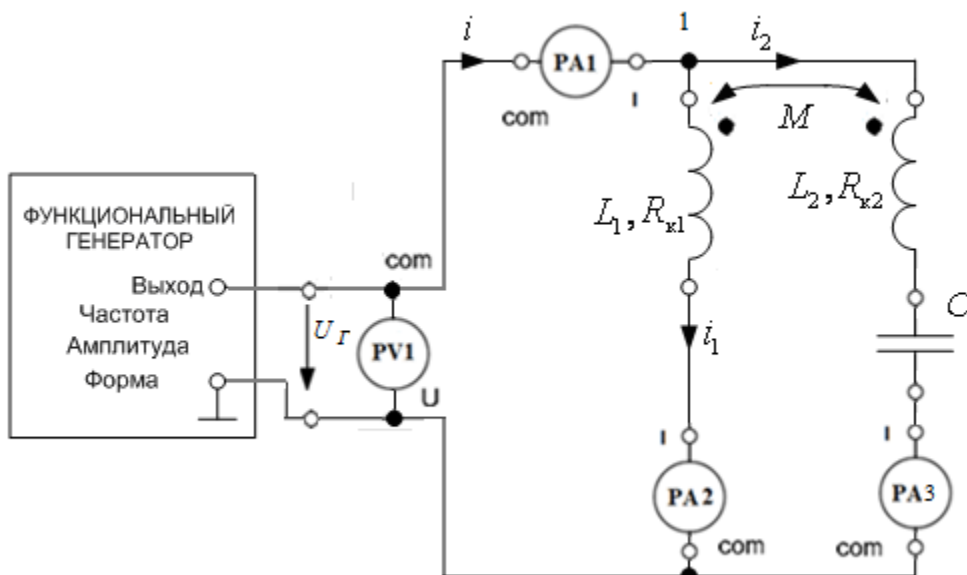 i
PA1
1
i₂
com
I
M
L₁, Rк1
L₂, Rк2
ФУНКЦИОНАЛЬНЫЙ
ГЕНЕРАТОР
Выход
Частота
Амплитуда
Форма
com
U Г
PV1
U
i₁
C
I
I
PA2
PA3
com
com